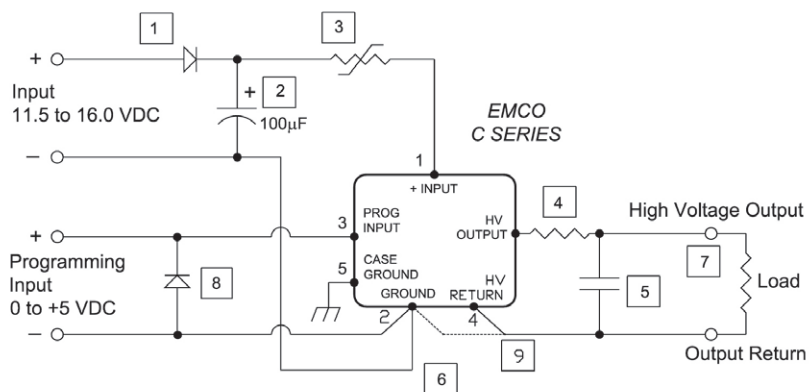 1
3
+
Input
11.5 to 16.0 VDC
−
+
2
100µF
EMCO
C SERIES
1
+ INPUT
3
PROG
INPUT
HV
OUTPUT
4
High Voltage Output
+
Programming
Input
0 to +5 VDC
−
8
5
CASE
GROUND
GROUND
HV
RETURN
5
7
Load
2
4
9
6
Output Return